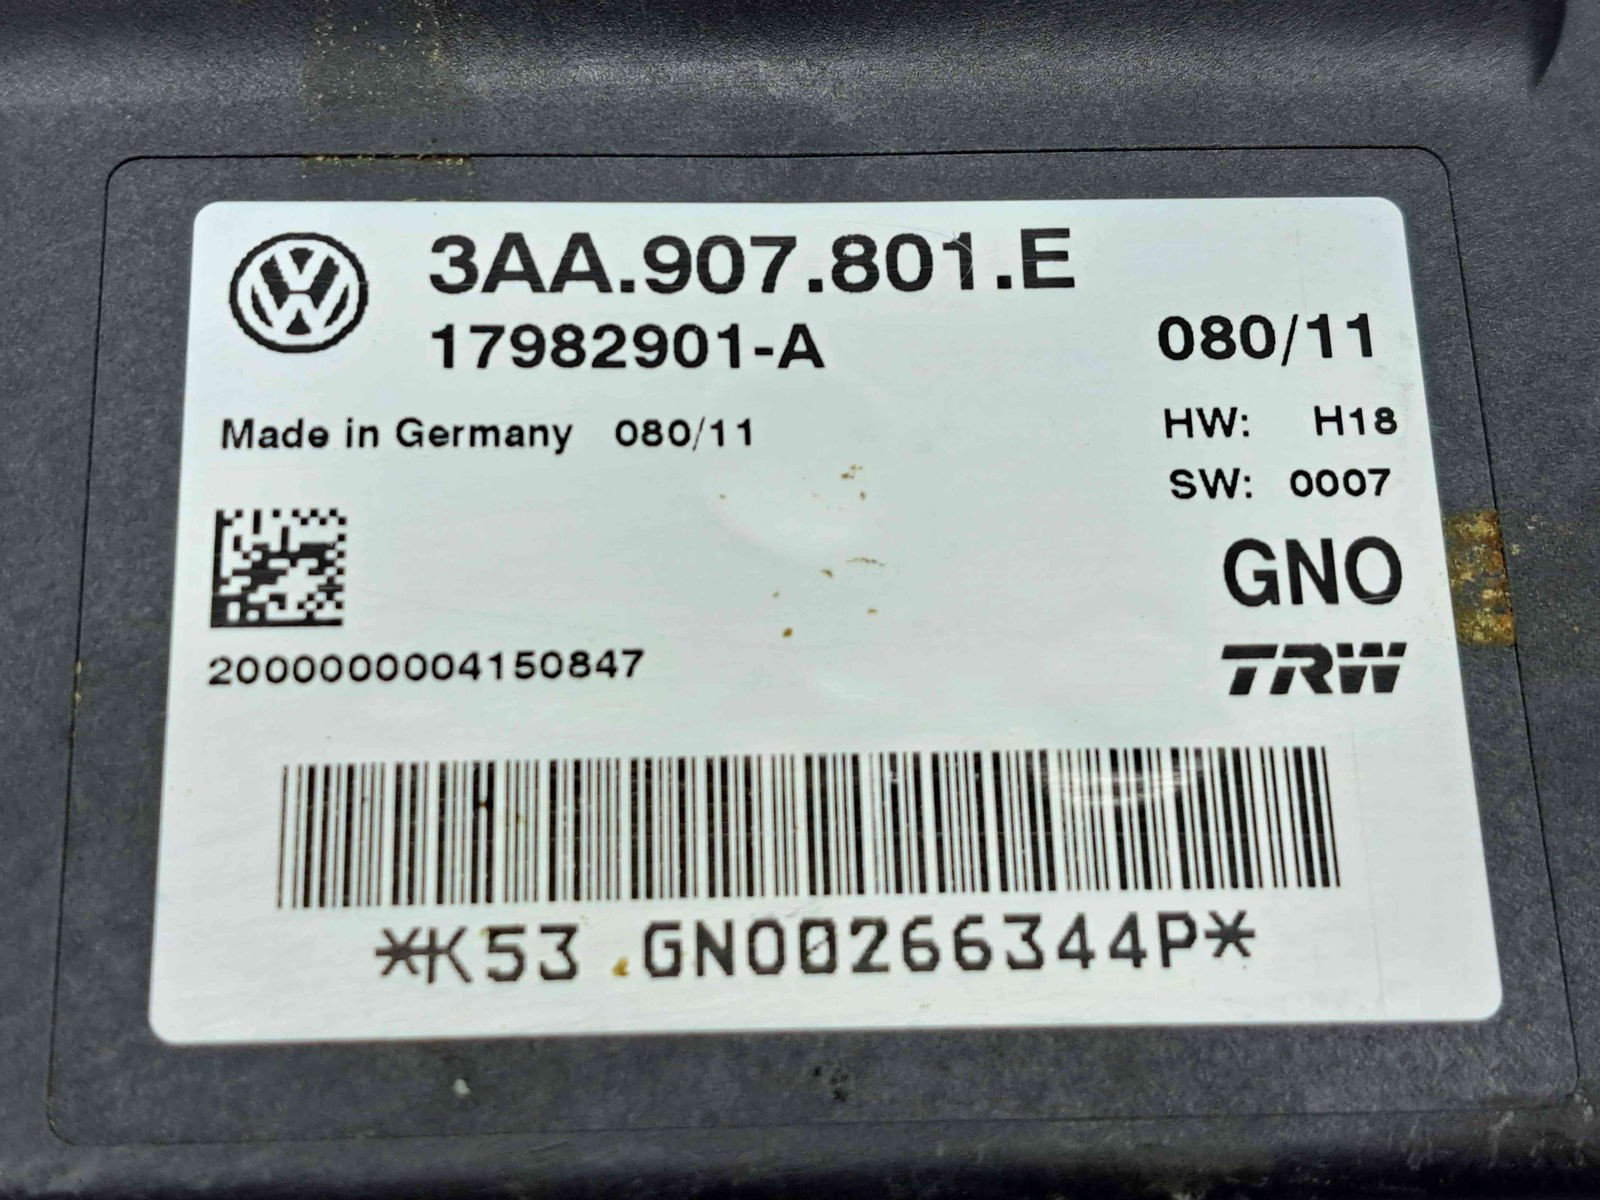 3AA.907.801.E
17982901-A
080/11
Made in Germany 080/11
HW: H18
SW: 0007
GNO
TRW
2000000004150847
*K53 GNO0266344P*